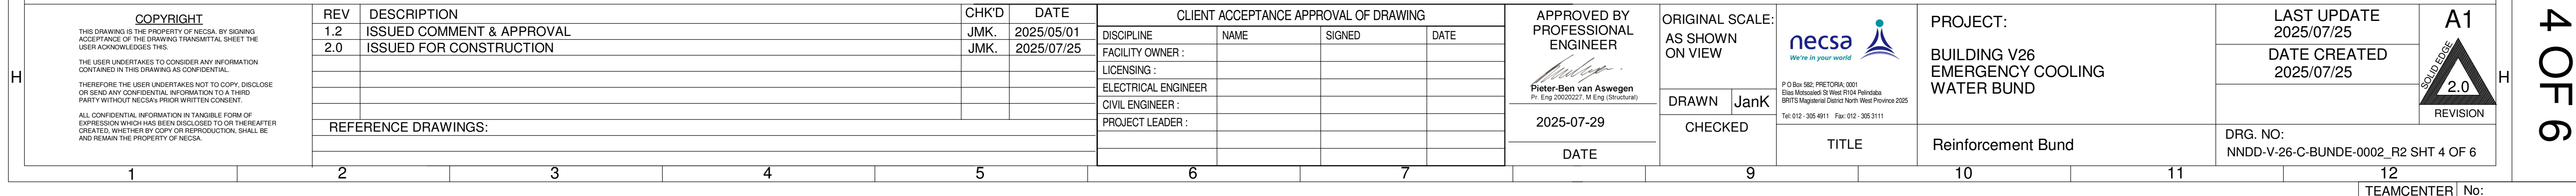 COPYRIGHT
THIS DRAWING IS THE PROPERTY OF NECSA. BY SIGNING
ACCEPTANCE OF THE DRAWING TRANSMITTAL SHEET THE
USER ACKNOWLEDGES THIS.
THE USER UNDERTAKES TO CONSIDER ANY INFORMATION
CONTAINED IN THIS DRAWING AS CONFIDENTIAL.
THEREFORE THE USER UNDERTAKES NOT TO COPY, DISCLOSE
OR SEND ANY CONFIDENTIAL INFORMATION TO A THIRD
PARTY WITHOUT NECSA's PRIOR WRITTEN CONSENT.
ALL CONFIDENTIAL INFORMATION IN TANGIBLE FORM OF
EXPRESSION WHICH HAS BEEN DISCLOSED TO OR THEREAFTER
CREATED, WHETHER BY COPY OR REPRODUCTION, SHALL BE
AND REMAIN THE PROPERTY OF NECSA.
H
REV DESCRIPTION CHK'D DATE
1.2 ISSUED COMMENT & APPROVAL JMK. 2025/05/01
2.0 ISSUED FOR CONSTRUCTION JMK. 2025/07/25
REFERENCE DRAWINGS:
CLIENT ACCEPTANCE APPROVAL OF DRAWING
DISCIPLINE NAME SIGNED DATE
FACILITY OWNER :
LICENSING :
ELECTRICAL ENGINEER
CIVIL ENGINEER :
PROJECT LEADER :
APPROVED BY
PROFESSIONAL
ENGINEER
Pieter-Ben van Aswegen
Pr. Eng 20020227, M Eng (Structural)
2025-07-29
DATE
ORIGINAL SCALE:
AS SHOWN
ON VIEW
DRAWN JanK
CHECKED
necsa
We're in your world
P O Box 582; PRETORIA; 0001
Elias Motsoaledi St West R104 Pelindaba
BRITS Magisterial District North West Province 2025
Tel: 012 - 305 4911 Fax: 012 - 305 3111
TITLE
PROJECT:
BUILDING V26
EMERGENCY COOLING
WATER BUND
Reinforcement Bund
LAST UPDATE
2025/07/25
DATE CREATED
2025/07/25
A1
SOLID EDGE
2.0
REVISION
DRG. NO:
NNDD-V-26-C-BUNDE-0002_R2 SHT 4 OF 6
H
4 OF 6
1 2 3 4 5 6 7 9 10 11 12
TEAMCENTER No: